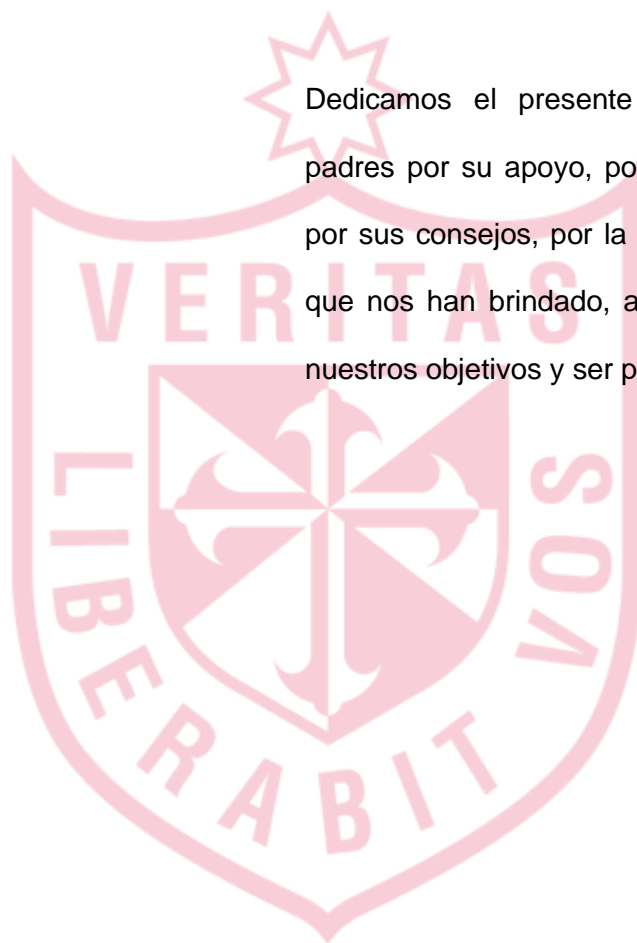 Dedicamos el presente
padres por su apoyo, po
por sus consejos, por la
que nos han brindado, a
nuestros objetivos y ser p
VERITAS
LIBERABIT VOS